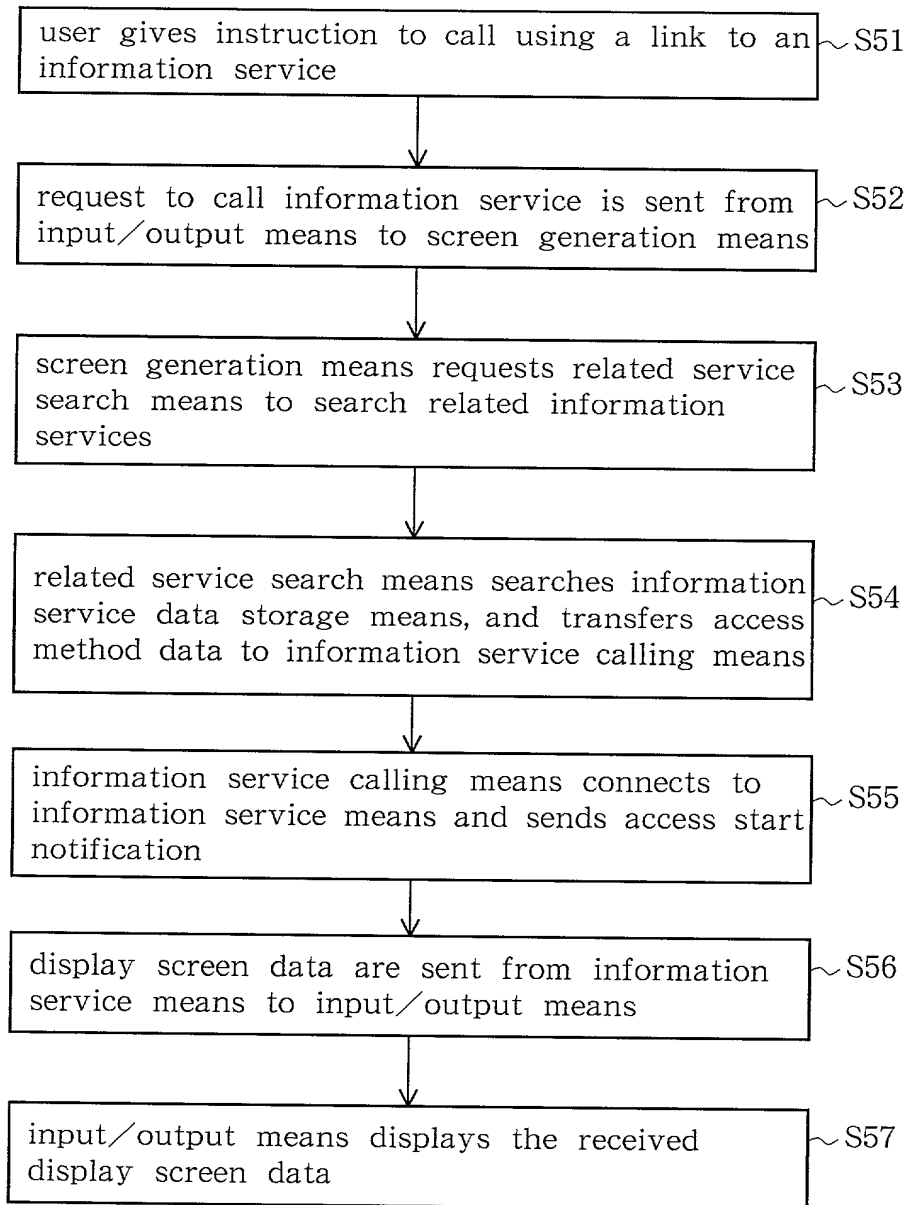 user gives instruction to call using a link to an
information service
S51
request to call information service is sent from
input／output means to screen generation means
S52
screen generation means requests related service
search means to search related information
services
S53
related service search means searches information
service data storage means, and transfers access
method data to information service calling means
S54
information service calling means connects to
information service means and sends access start
notification
S55
display screen data are sent from information
service means to input／output means
S56
input／output means displays the received
display screen data
S57